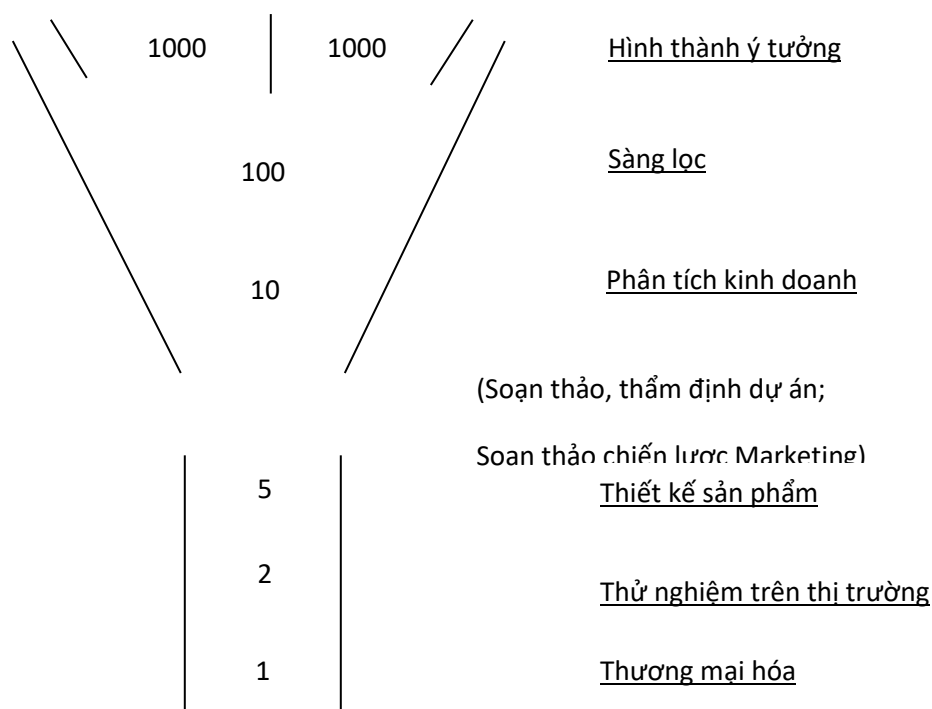 1000 1000 Hình thành ý tưởng
100 Sàng lọc
10 Phân tích kinh doanh
(Soạn thảo, thẩm định dự án;
Soạn thảo chiến lược Marketing)
5 Thiết kế sản phẩm
2 Thử nghiệm trên thị trường
1 Thương mại hóa